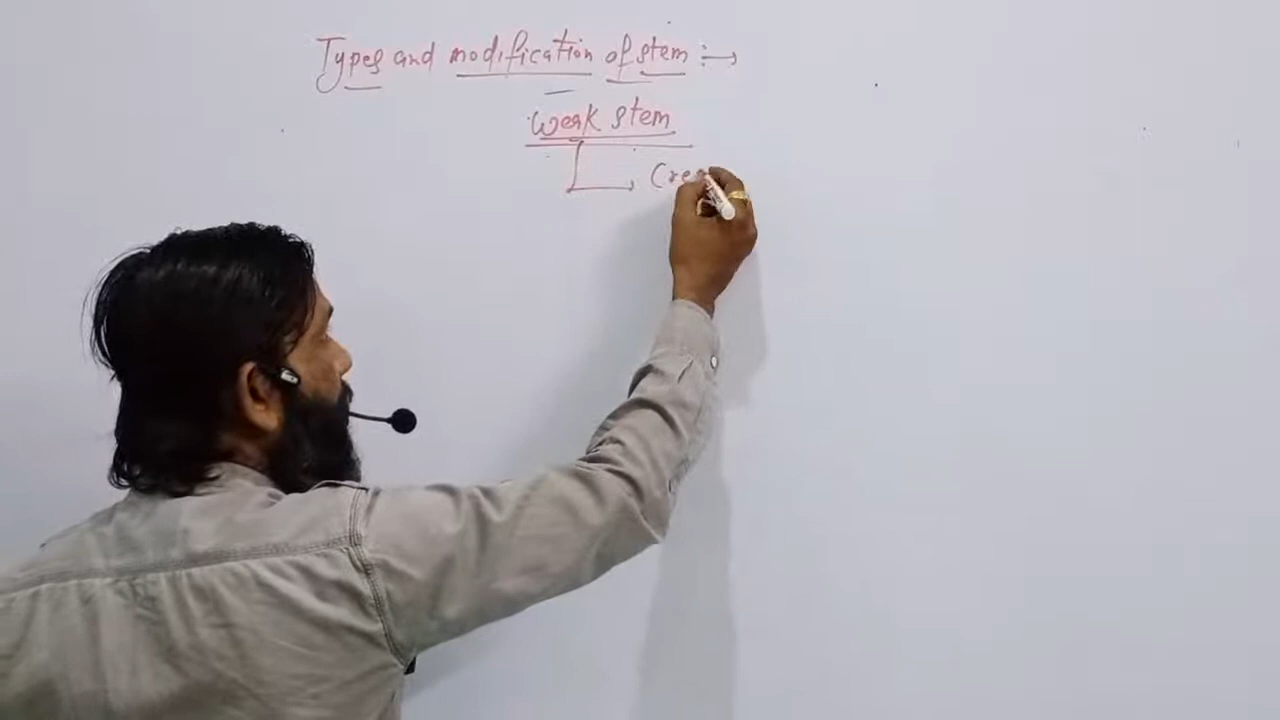 Types and modification of stem :→
Weak stem